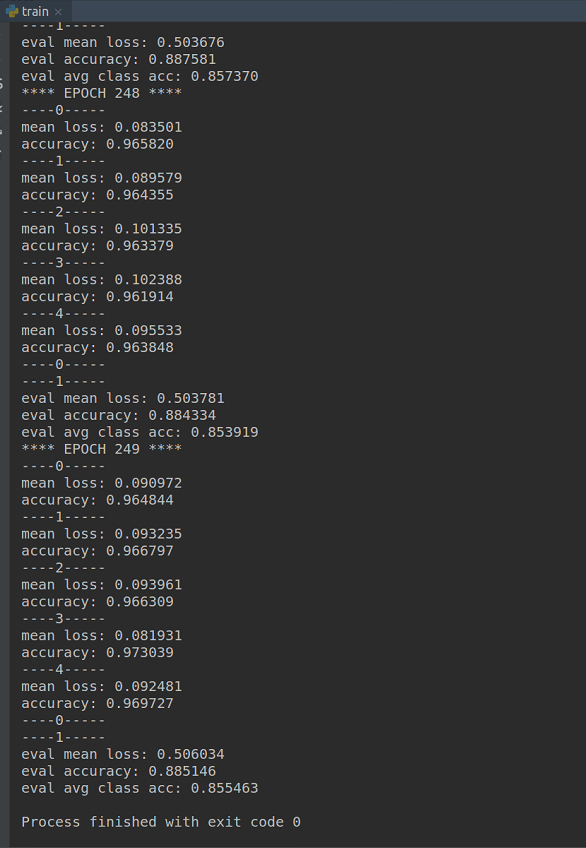 train
----1-----
eval mean loss: 0.503676
eval accuracy: 0.887581
eval avg class acc: 0.857370
**** EPOCH 248 ****
----0-----
mean loss: 0.083501
accuracy: 0.965820
----1-----
mean loss: 0.089579
accuracy: 0.964355
----2-----
mean loss: 0.101335
accuracy: 0.963379
----3-----
mean loss: 0.102388
accuracy: 0.961914
----4-----
mean loss: 0.095533
accuracy: 0.963848
----0-----
----1-----
eval mean loss: 0.503781
eval accuracy: 0.884334
eval avg class acc: 0.853919
**** EPOCH 249 ****
----0-----
mean loss: 0.090972
accuracy: 0.964844
----1-----
mean loss: 0.093235
accuracy: 0.966797
----2-----
mean loss: 0.093961
accuracy: 0.966309
----3-----
mean loss: 0.081931
accuracy: 0.973039
----4-----
mean loss: 0.092481
accuracy: 0.969727
----0-----
----1-----
eval mean loss: 0.506034
eval accuracy: 0.885146
eval avg class acc: 0.855463
Process finished with exit code 0